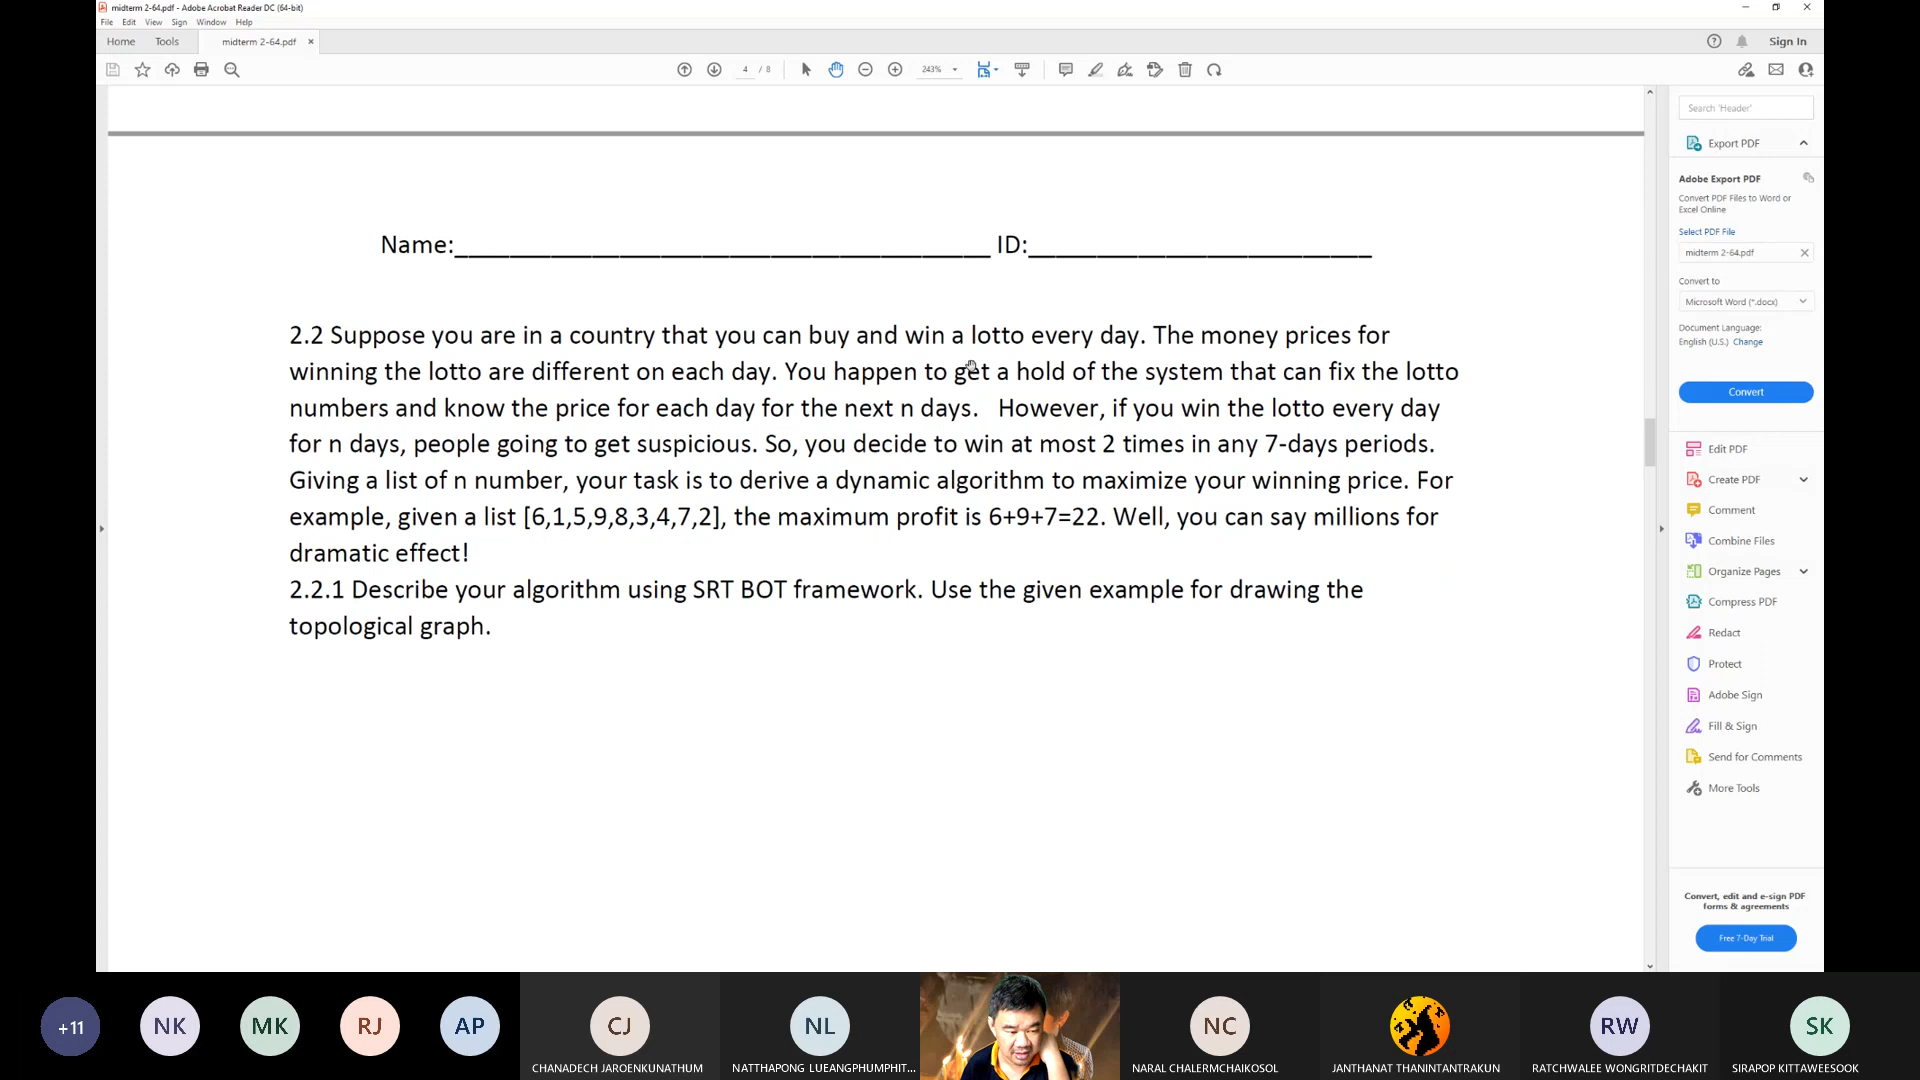 midterm 2-64.pdf - Adobe Acrobat Reader DC (64-bit)
File Edit View Sign Window Help
Home Tools midterm 2-64.pdf × Sign In
4 / 8 243%
Search 'Header'
Export PDF
Adobe Export PDF
Convert PDF Files to Word or
Excel Online
Select PDF File
midterm 2-64.pdf
Convert to
Microsoft Word (*.docx)
Document Language:
English (U.S.) Change
Convert
Edit PDF
Create PDF
Comment
Combine Files
Organize Pages
Compress PDF
Redact
Protect
Adobe Sign
Fill & Sign
Send for Comments
More Tools
Convert, edit and e-sign PDF
forms & agreements
Free 7-Day Trial
Name:_______________________________________ ID:_________________________
2.2 Suppose you are in a country that you can buy and win a lotto every day. The money prices for
winning the lotto are different on each day. You happen to get a hold of the system that can fix the lotto
numbers and know the price for each day for the next n days. However, if you win the lotto every day
for n days, people going to get suspicious. So, you decide to win at most 2 times in any 7-days periods.
Giving a list of n number, your task is to derive a dynamic algorithm to maximize your winning price. For
example, given a list [6,1,5,9,8,3,4,7,2], the maximum profit is 6+9+7=22. Well, you can say millions for
dramatic effect!
2.2.1 Describe your algorithm using SRT BOT framework. Use the given example for drawing the
topological graph.
+11 NK MK RJ AP CJ NL NC RW SK
CHANADECH JAROENKUNATHUM NATTHAPONG LUEANGPHUMPHIT... NARAL CHALERMCHAIKOSOL JANTHANAT THANINTANTRAKUN RATCHWALEE WONGRITDECHAKIT SIRAPOP KITTAWEESOOK